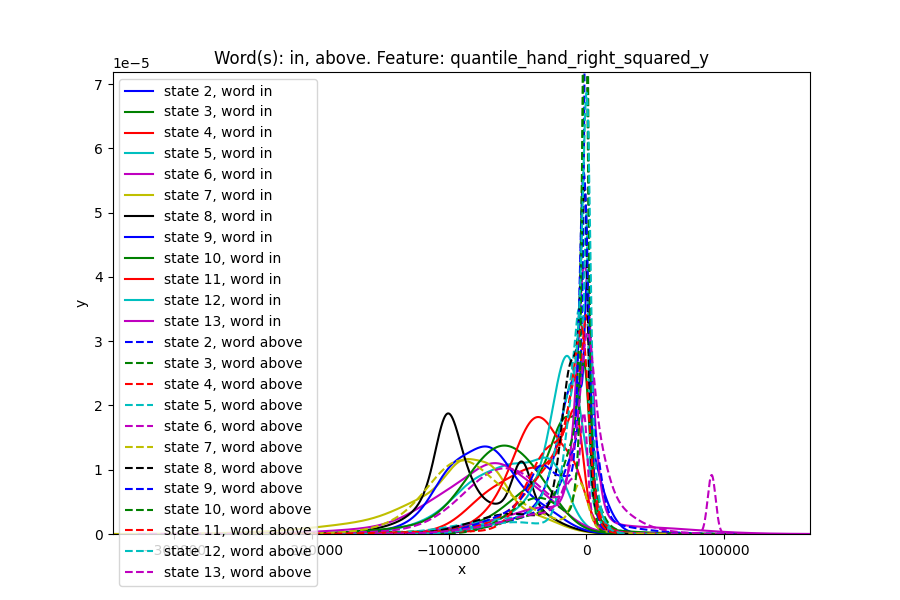 Word(s): in, above. Feature: quantile_hand_right_squared_y
1e−5
7
6
5
4
3
2
1
0
y
state 2, word in
state 3, word in
state 4, word in
state 5, word in
state 6, word in
state 7, word in
state 8, word in
state 9, word in
state 10, word in
state 11, word in
state 12, word in
state 13, word in
state 2, word above
state 3, word above
state 4, word above
state 5, word above
state 6, word above
state 7, word above
state 8, word above
state 9, word above
state 10, word above
state 11, word above
state 12, word above
state 13, word above
−300000 −200000 −100000 0 100000
x